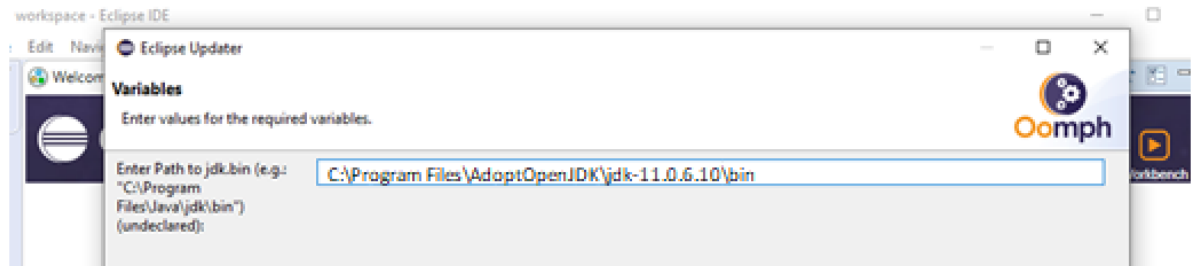 workspace - Eclipse IDE
Edit Navi
Eclipse Updater
Welcom
Variables
Enter values for the required variables.
Oomph
Enter Path to jdk.bin (e.g.:
"C:\Program
Files\Java\jdk\bin")
(undeclared):
C:\Program Files\AdoptOpenJDK\jdk-11.0.6.10\bin
orkbench